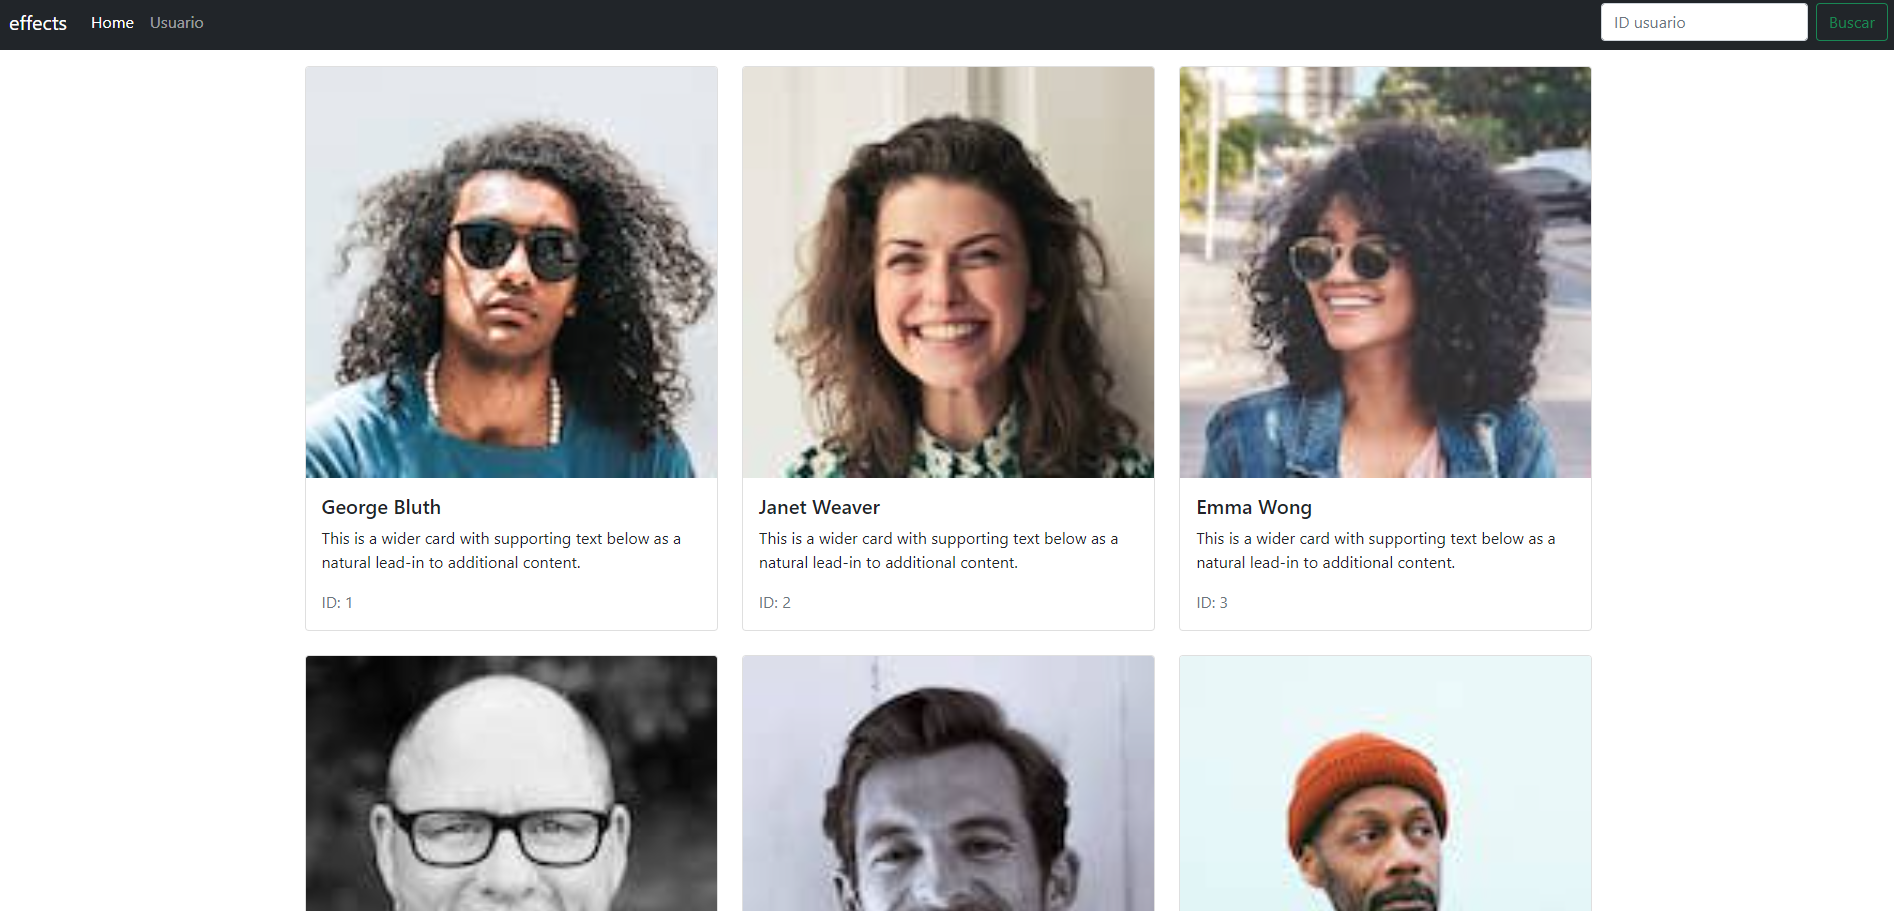 effects Home Usuario ID usuario Buscar
George Bluth
This is a wider card with supporting text below as a
natural lead-in to additional content.
ID: 1
Janet Weaver
This is a wider card with supporting text below as a
natural lead-in to additional content.
ID: 2
Emma Wong
This is a wider card with supporting text below as a
natural lead-in to additional content.
ID: 3